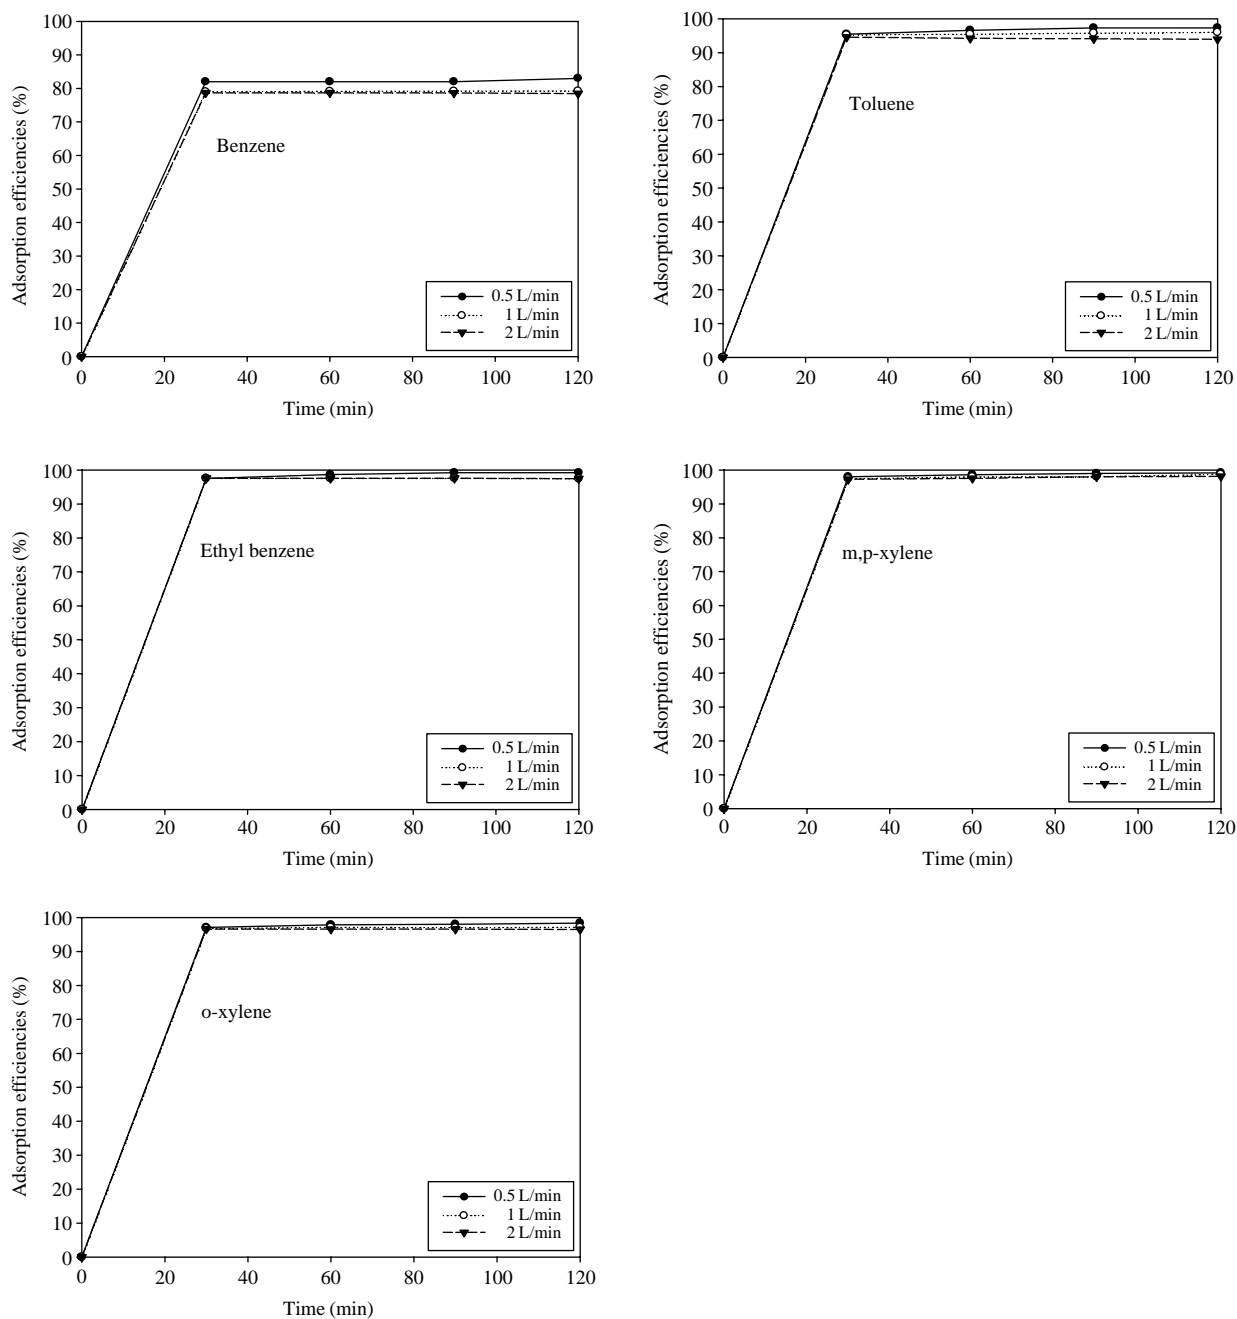 Adsorption efficiencies (%)
100
90
80
70
60
50
40
30
20
10
0
Benzene
0.5 L/min
1 L/min
2 L/min
0 20 40 60 80 100 120
Time (min)
Adsorption efficiencies (%)
100
90
80
70
60
50
40
30
20
10
0
Toluene
0.5 L/min
1 L/min
2 L/min
0 20 40 60 80 100 120
Time (min)
Adsorption efficiencies (%)
100
90
80
70
60
50
40
30
20
10
0
Ethyl benzene
0.5 L/min
1 L/min
2 L/min
0 20 40 60 80 100 120
Time (min)
Adsorption efficiencies (%)
100
90
80
70
60
50
40
30
20
10
0
m,p-xylene
0.5 L/min
1 L/min
2 L/min
0 20 40 60 80 100 120
Time (min)
Adsorption efficiencies (%)
100
90
80
70
60
50
40
30
20
10
0
o-xylene
0.5 L/min
1 L/min
2 L/min
0 20 40 60 80 100 120
Time (min)